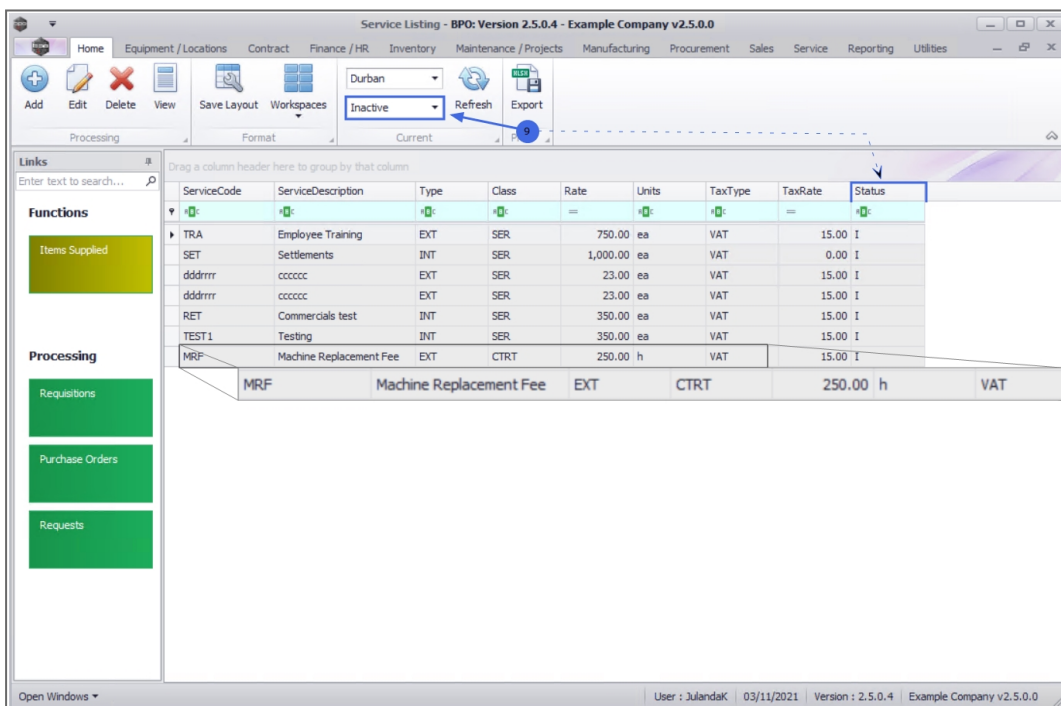 Service Listing - BPO: Version 2.5.0.4 - Example Company v2.5.0.0
Home Equipment / Locations Contract Finance / HR Inventory Maintenance / Projects Manufacturing Procurement Sales Service Reporting Utilities
Durban
Add Edit Delete View Save Layout Workspaces Inactive Refresh Export
9
Processing Format Current
Links
Enter text to search...
Functions
Items Supplied
Processing
Requisitions
Purchase Orders
Requests
Drag a column header here to group by that column
ServiceCode ServiceDescription Type Class Rate Units TaxType TaxRate Status
TRA Employee Training EXT SER 750.00 ea VAT 15.00 I
SET Settlements INT SER 1,000.00 ea VAT 0.00 I
dddrrrr cccccc EXT SER 23.00 ea VAT 15.00 I
dddrrrr cccccc EXT SER 23.00 ea VAT 15.00 I
RET Commercials test INT SER 350.00 ea VAT 15.00 I
TEST1 Testing INT SER 350.00 ea VAT 15.00 I
MRF Machine Replacement Fee EXT CTRT 250.00 h VAT 15.00 I
MRF Machine Replacement Fee EXT CTRT 250.00 h VAT
Open Windows User : JulandaK 03/11/2021 Version : 2.5.0.4 Example Company v2.5.0.0